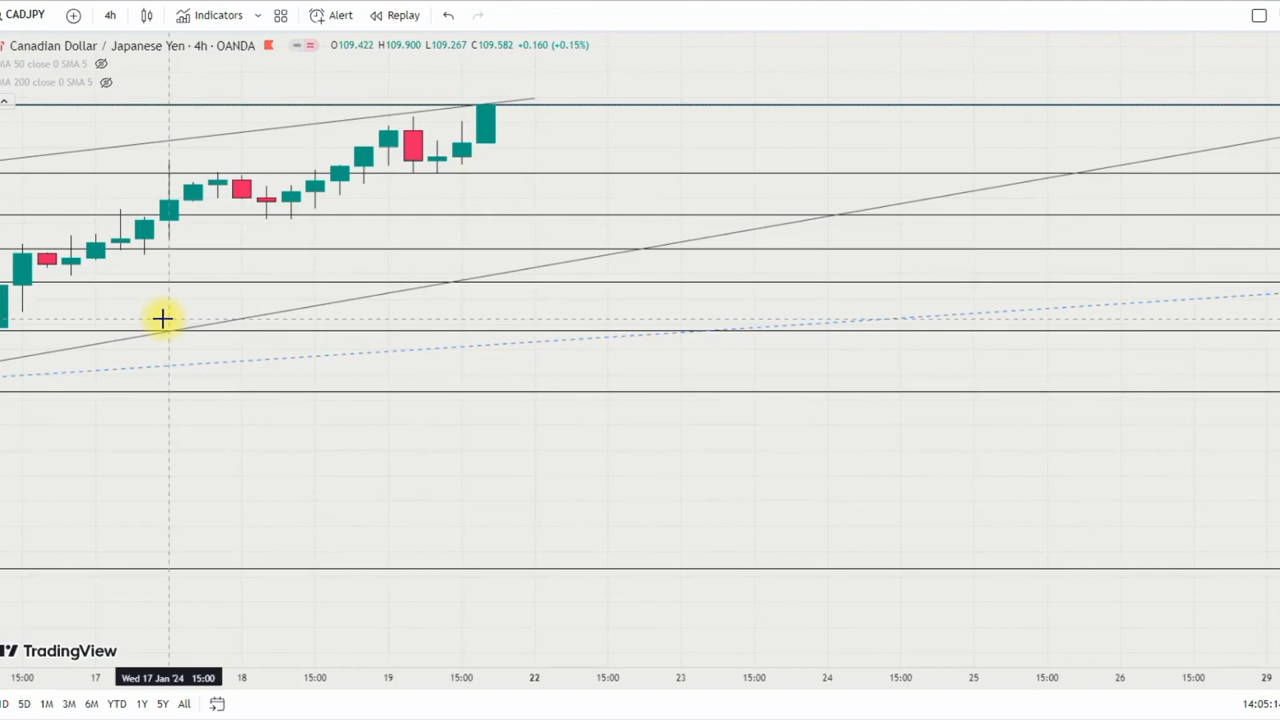 CADJPY 4h Indicators Alert Replay
Canadian Dollar / Japanese Yen · 4h · OANDA O109.422 H109.900 L109.267 C109.582 +0.160 (+0.15%)
MA 50 close 0 SMA 5
MA 200 close 0 SMA 5
TradingView
15:00 17 Wed 17 Jan '24 15:00 18 15:00 19 15:00 22 15:00 23 15:00 24 15:00 25 15:00 26 15:00 29
D 5D 1M 3M 6M YTD 1Y 5Y All 14:05:1